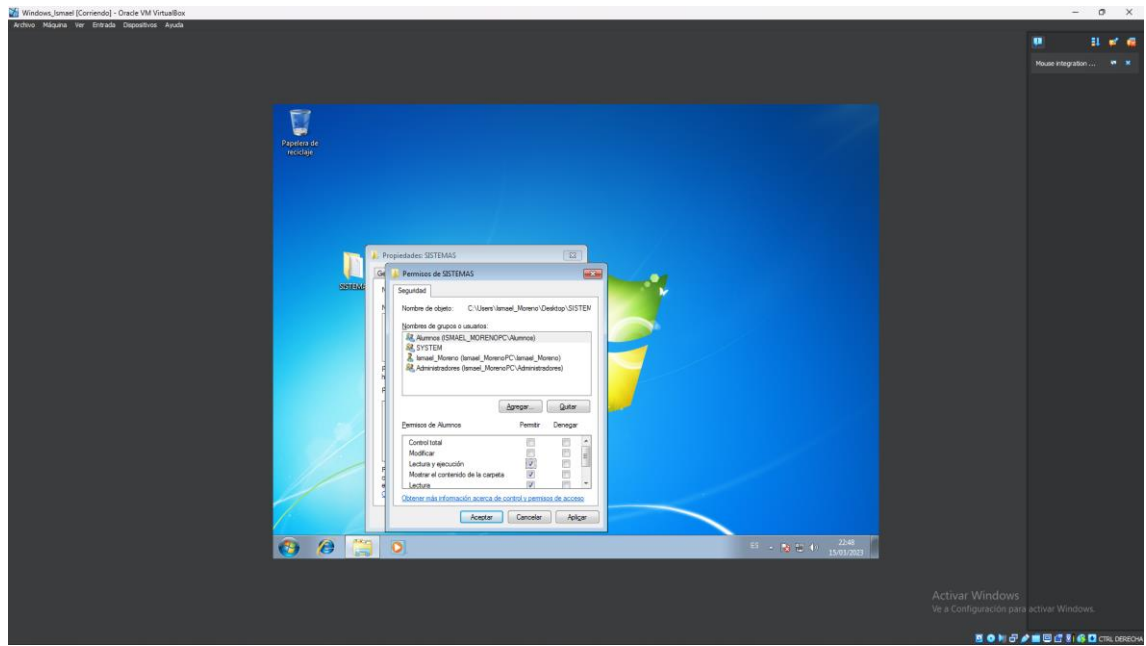 Windows_Ismael [Corriendo] - Oracle VM VirtualBox
Archivo Máquina Ver Entrada Dispositivos Ayuda
Mouse integration ...
Papelera de
reciclaje
SISTEMA
Propiedades: SISTEMAS
Permisos de SISTEMAS
Ge
Seguridad
Nombre de objeto: C:\Users\Ismael_Moreno\Desktop\SISTEM
Nombres de grupos o usuarios:
Alumnos (ISMAEL_MORENOPC\Alumnos)
SYSTEM
Ismael_Moreno (Ismael_MorenoPC\Ismael_Moreno)
Administradores (Ismael_MorenoPC\Administradores)
Agregar... Quitar
Permisos de Alumnos Permitir Denegar
Control total
Modificar
Lectura y ejecución
Mostrar el contenido de la carpeta
Lectura
Obtener más información acerca de control y permisos de acceso
Aceptar Cancelar Aplicar
ES 22:48
15/03/2023
Activar Windows
Ve a Configuración para activar Windows.
CTRL DERECHA